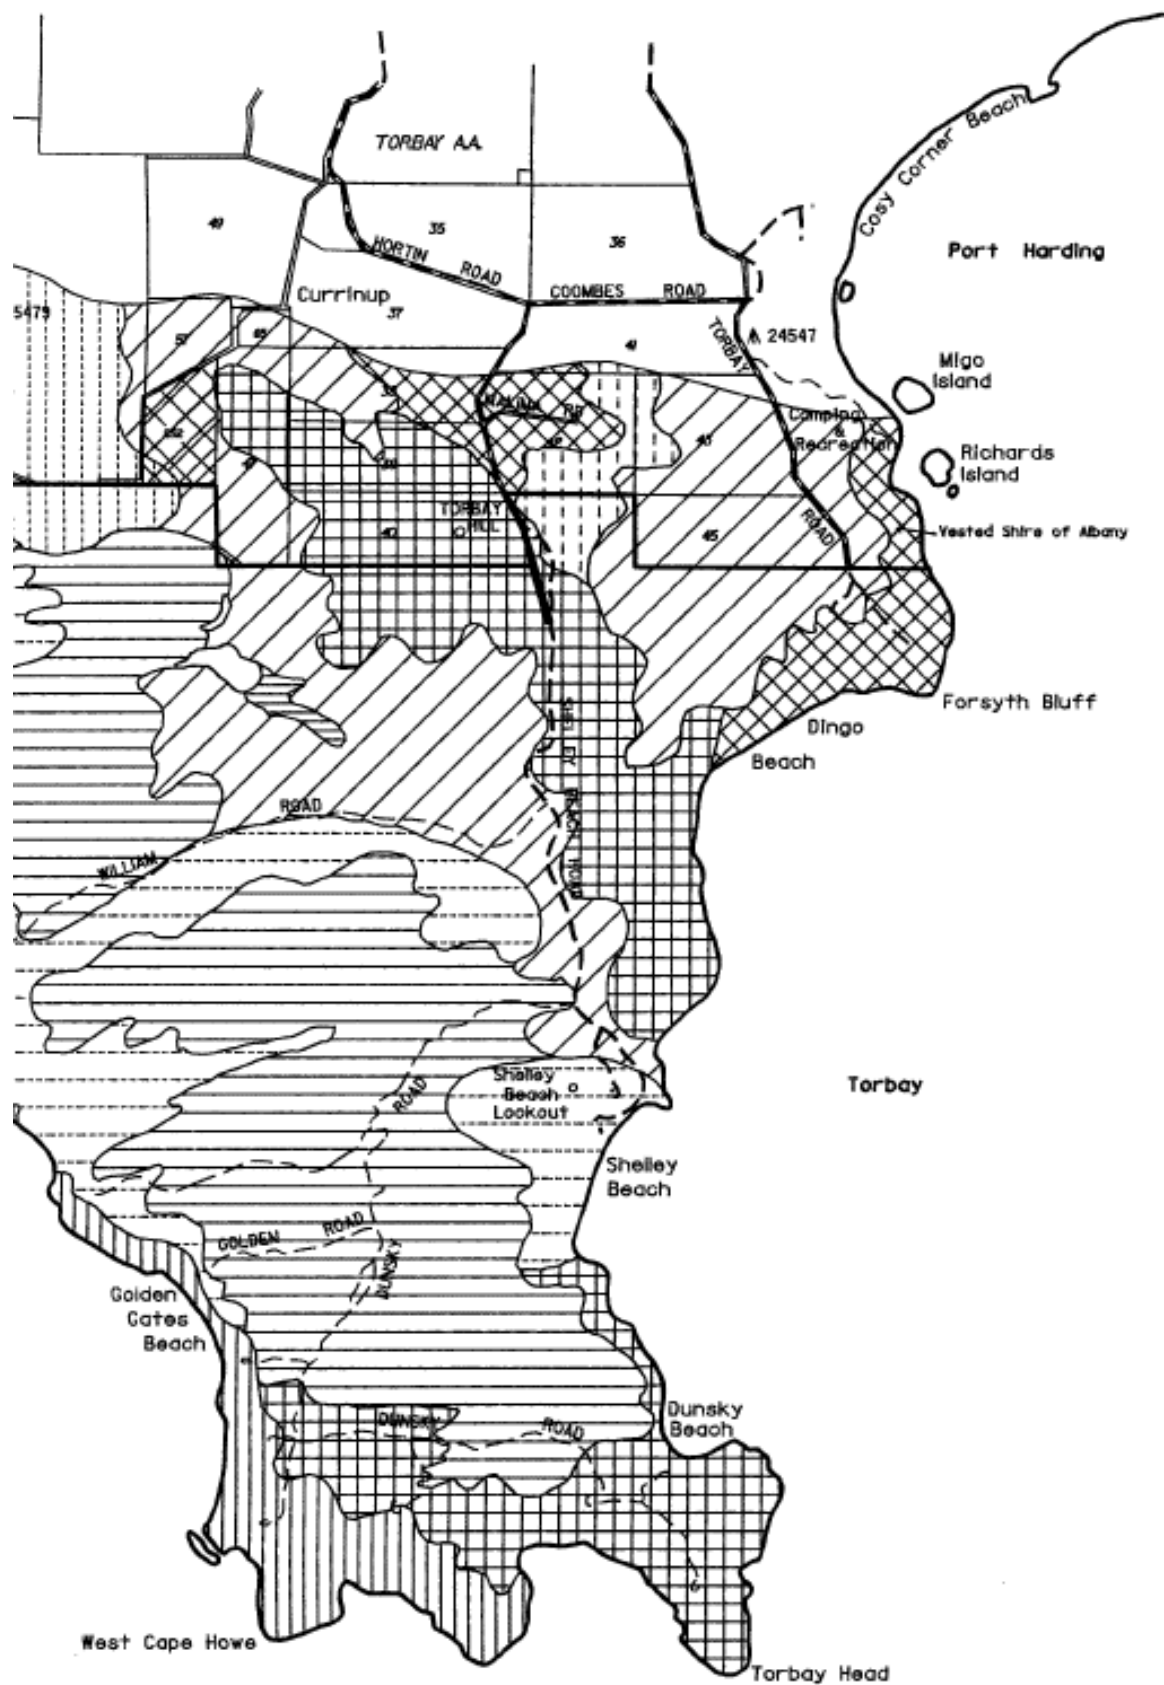 TORBAY A.A.
Cosy Corner Beach
49
35
36
HORTIN ROAD
Port Harding
Currinup
37
COOMBES ROAD
5479
41
TORBAY
24547
Migo
Island
Camping
&
Recreation
43
Richards
Island
TORBAY
HILL
40
45
ROAD
Vested Shire of Albany
Forsyth Bluff
SHELLEY BEACH ROAD
Dingo
Beach
WILLIAM ROAD
Shelley
Beach
Lookout
Torbay
ROAD
Shelley
Beach
GOLDEN ROAD
DUNSKY
Golden
Gates
Beach
DUNSKY ROAD
Dunsky
Beach
West Cape Howe
Torbay Head